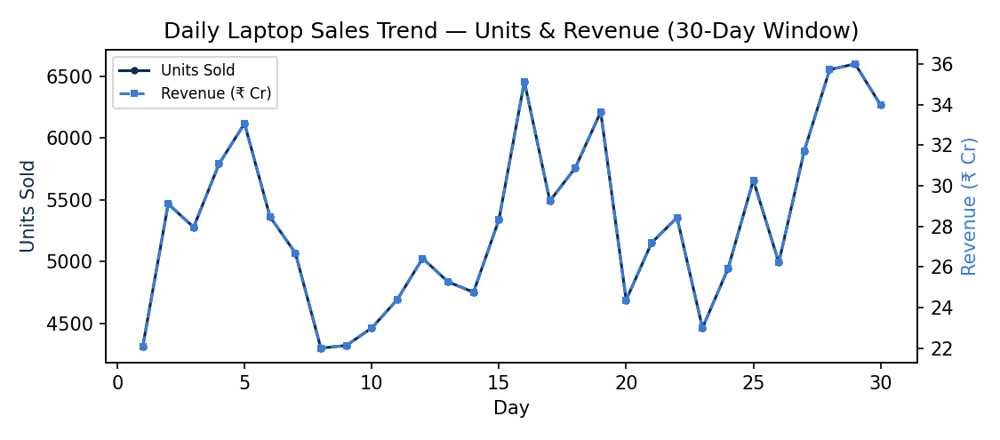 Daily Laptop Sales Trend — Units & Revenue (30-Day Window)
Units Sold
Revenue (₹ Cr)
Units Sold
6500
6000
5500
5000
4500
36
34
32
30
28
26
24
22
Revenue (₹ Cr)
0 5 10 15 20 25 30
Day